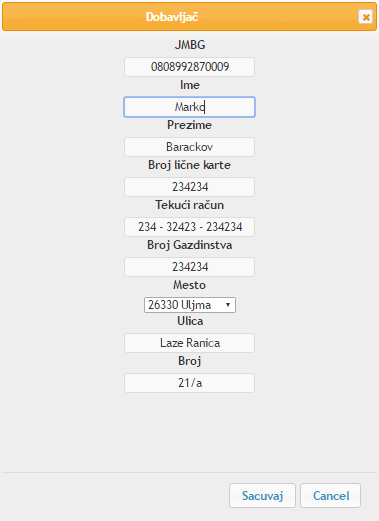 Dobavljač
JMBG
0808992870009
Ime
Marko
Prezime
Barackov
Broj lične karte
234234
Tekući račun
234 - 32423 - 234234
Broj Gazdinstva
234234
Mesto
26330 Uljma
Ulica
Laze Ranica
Broj
21/a
Sacuvaj Cancel